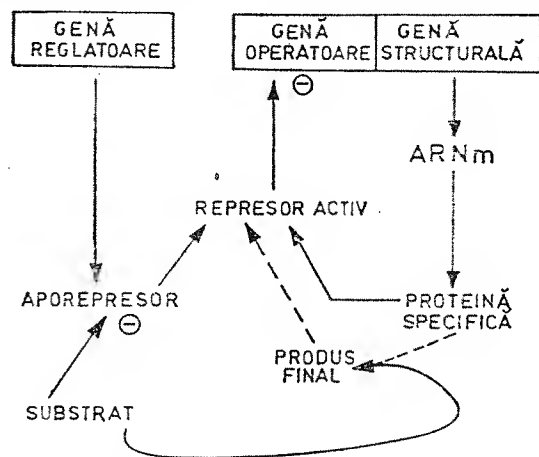 GENĂ
REGLATOARE
GENĂ
OPERATOARE
GENĂ
STRUCTURALĂ
⊖
ARNm
REPRESOR ACTIV
APOREPRESOR
⊖
PROTEINĂ
SPECIFICĂ
PRODUS
FINAL
SUBSTRAT